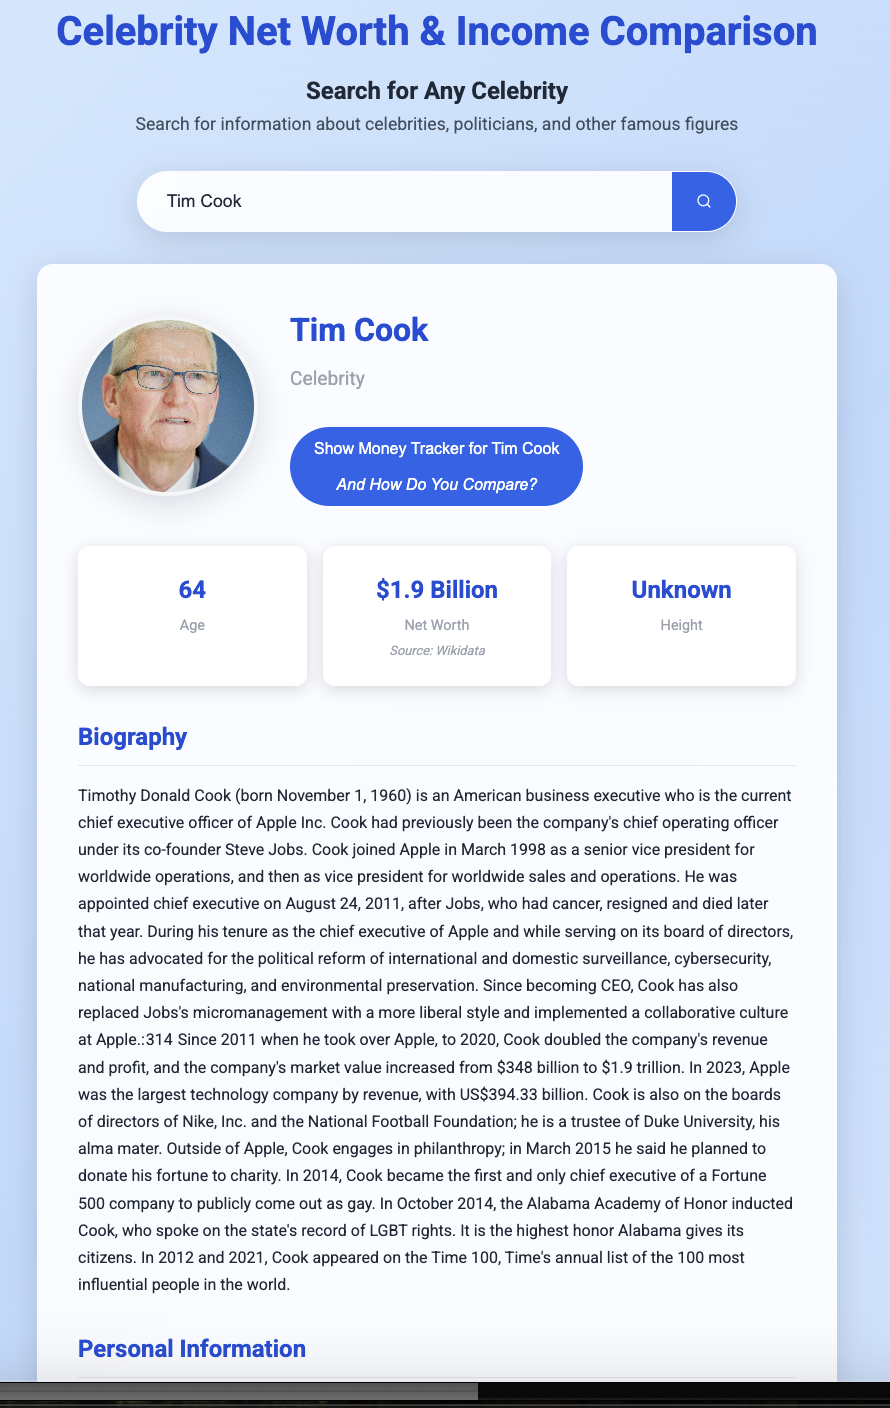 Celebrity Net Worth & Income Comparison
Search for Any Celebrity
Search for information about celebrities, politicians, and other famous figures
Tim Cook
Tim Cook
Celebrity
Show Money Tracker for Tim Cook
And How Do You Compare?
64
Age
$1.9 Billion
Net Worth
Source: Wikidata
Unknown
Height
Biography
Timothy Donald Cook (born November 1, 1960) is an American business executive who is the current
chief executive officer of Apple Inc. Cook had previously been the company's chief operating officer
under its co-founder Steve Jobs. Cook joined Apple in March 1998 as a senior vice president for
worldwide operations, and then as vice president for worldwide sales and operations. He was
appointed chief executive on August 24, 2011, after Jobs, who had cancer, resigned and died later
that year. During his tenure as the chief executive of Apple and while serving on its board of directors,
he has advocated for the political reform of international and domestic surveillance, cybersecurity,
national manufacturing, and environmental preservation. Since becoming CEO, Cook has also
replaced Jobs's micromanagement with a more liberal style and implemented a collaborative culture
at Apple.:314 Since 2011 when he took over Apple, to 2020, Cook doubled the company's revenue
and profit, and the company's market value increased from $348 billion to $1.9 trillion. In 2023, Apple
was the largest technology company by revenue, with US$394.33 billion. Cook is also on the boards
of directors of Nike, Inc. and the National Football Foundation; he is a trustee of Duke University, his
alma mater. Outside of Apple, Cook engages in philanthropy; in March 2015 he said he planned to
donate his fortune to charity. In 2014, Cook became the first and only chief executive of a Fortune
500 company to publicly come out as gay. In October 2014, the Alabama Academy of Honor inducted
Cook, who spoke on the state's record of LGBT rights. It is the highest honor Alabama gives its
citizens. In 2012 and 2021, Cook appeared on the Time 100, Time's annual list of the 100 most
influential people in the world.
Personal Information